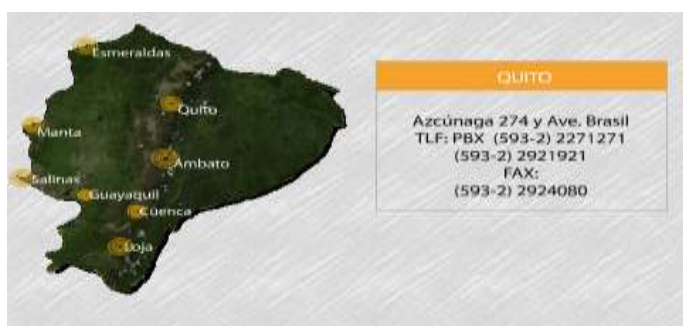 Esmeraldas
Quito
Manta
Ambato
Salinas
Guayaquil
Cuenca
Loja
QUITO
Azcúnaga 274 y Ave. Brasil
TLF: PBX (593-2) 2271271
(593-2) 2921921
FAX:
(593-2) 2924080